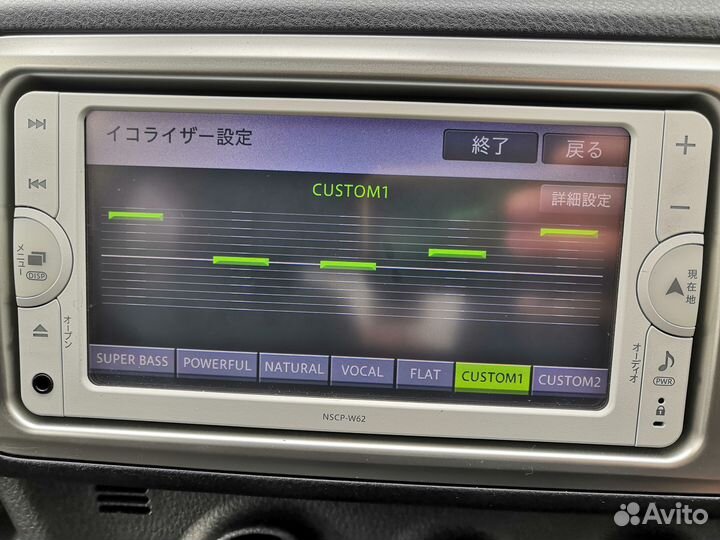 イコライザー設定
終了
戻る
CUSTOM1
詳細設定
SUPER BASS
POWERFUL
NATURAL
VOCAL
FLAT
CUSTOM1
CUSTOM2
メニュー
DISP
オープン
現在地
オーディオ
PWR
NSCP-W62
Avito